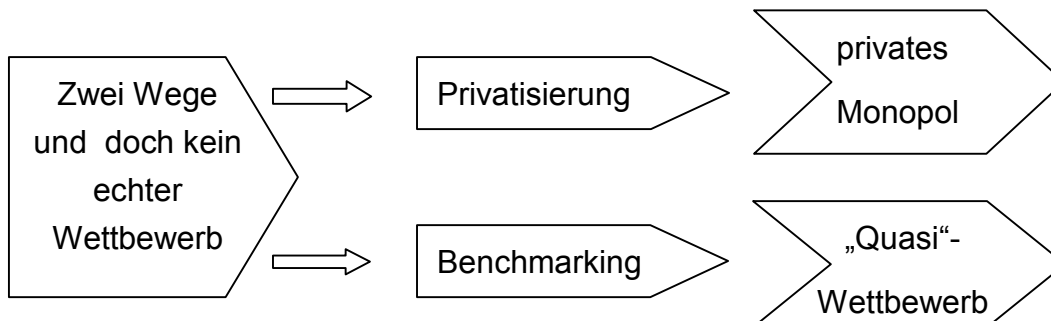 Zwei Wege
und doch kein
echter
Wettbewerb
Privatisierung
privates
Monopol
Benchmarking
„Quasi“-
Wettbewerb